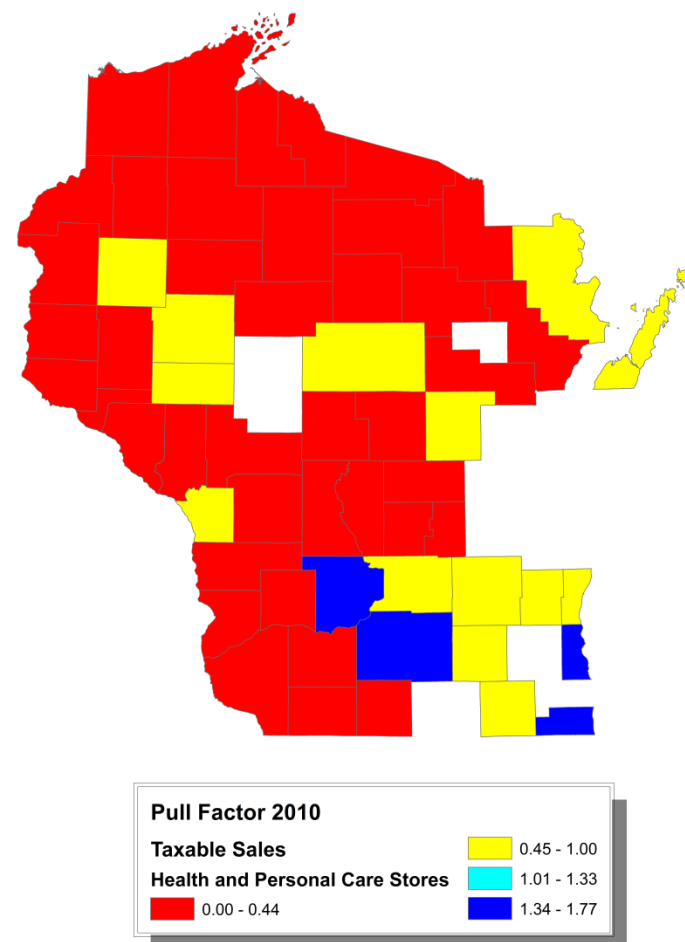 Pull Factor 2010
Taxable Sales
Health and Personal Care Stores
0.00 - 0.44
0.45 - 1.00
1.01 - 1.33
1.34 - 1.77